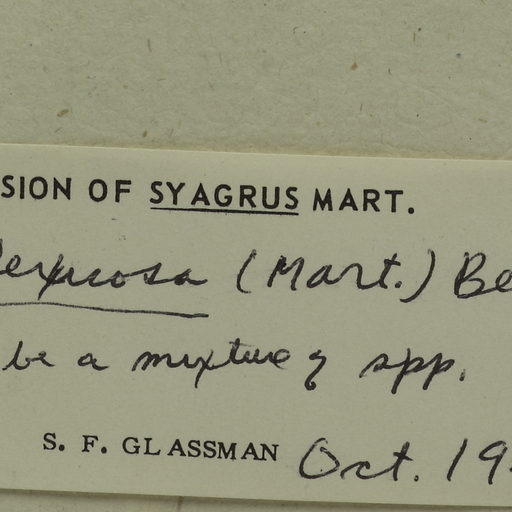 SION OF SYAGRUS MART.
flexuosa (Mart.) Be
be a mixture of spp.
S. F. GLASSMAN Oct. 19